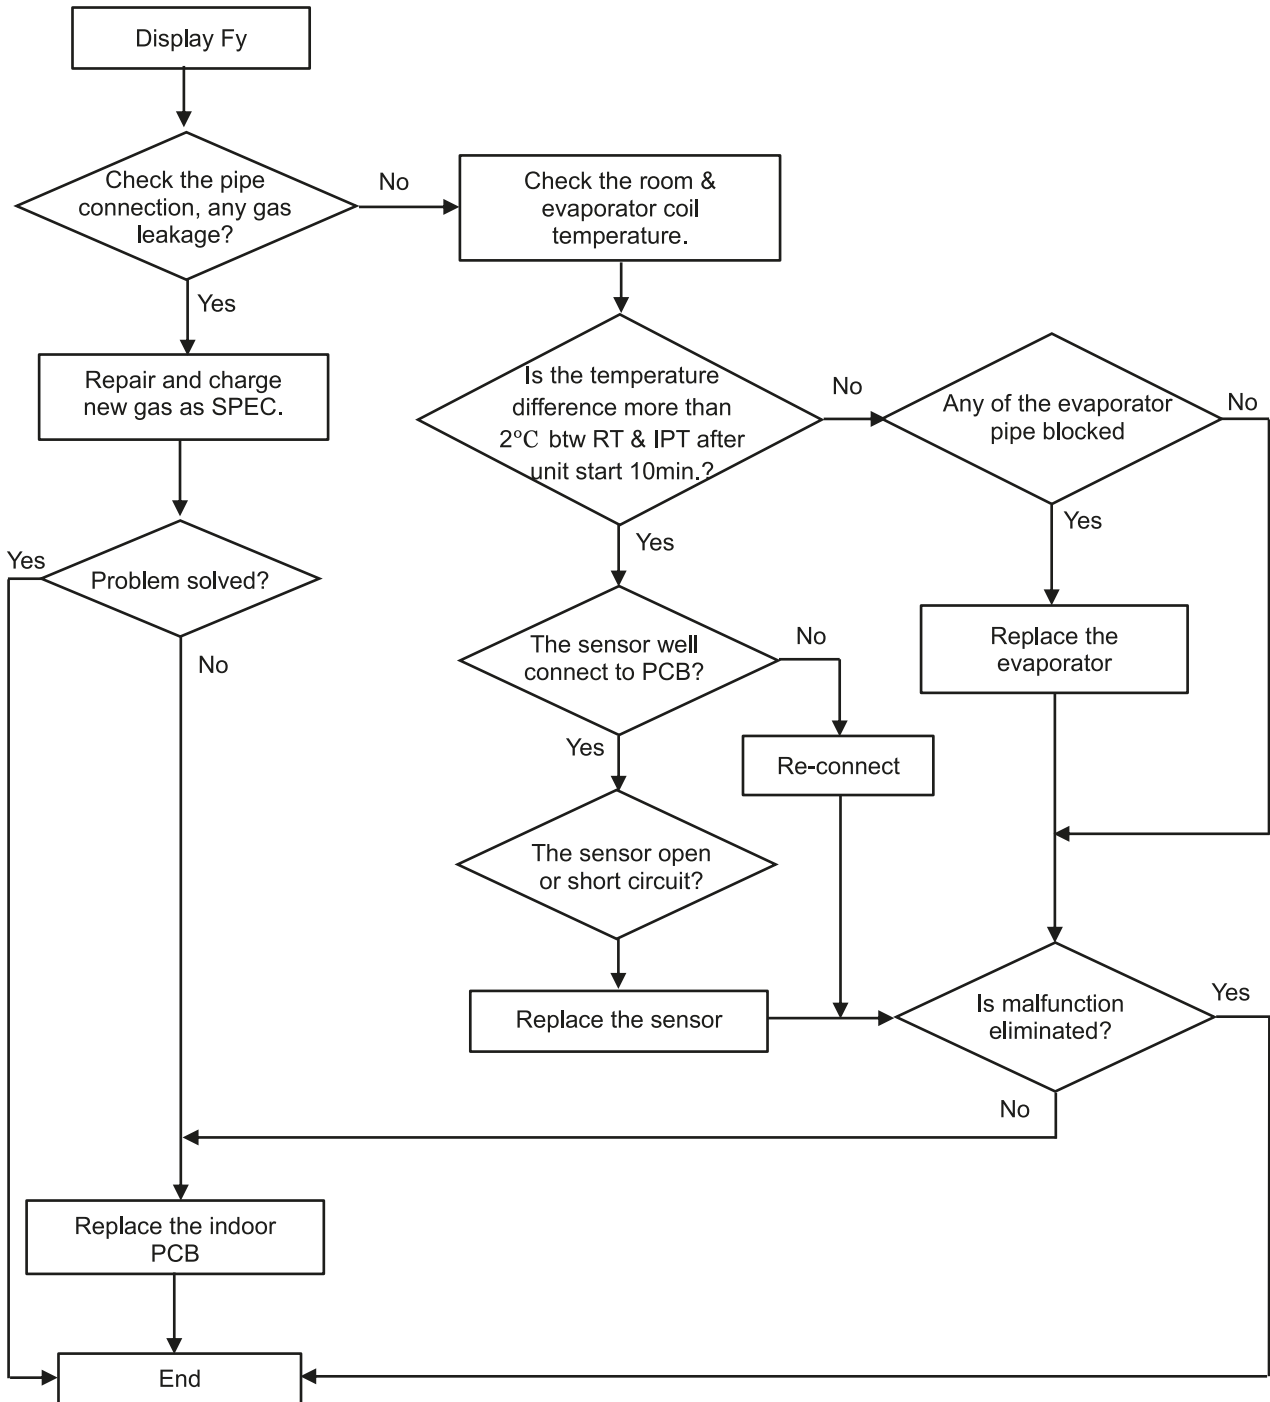 Display Fy
Check the pipe
connection, any gas
leakage?
No
Check the room &
evaporator coil
temperature.
Yes
Repair and charge
new gas as SPEC.
Is the temperature
difference more than
2°C btw RT & IPT after
unit start 10min.?
No
Any of the evaporator
pipe blocked
No
Yes
Yes
Yes
Problem solved?
No
The sensor well
connect to PCB?
No
Replace the
evaporator
Yes
Re-connect
The sensor open
or short circuit?
Replace the sensor
Is malfunction
eliminated?
Yes
No
Replace the indoor
PCB
End